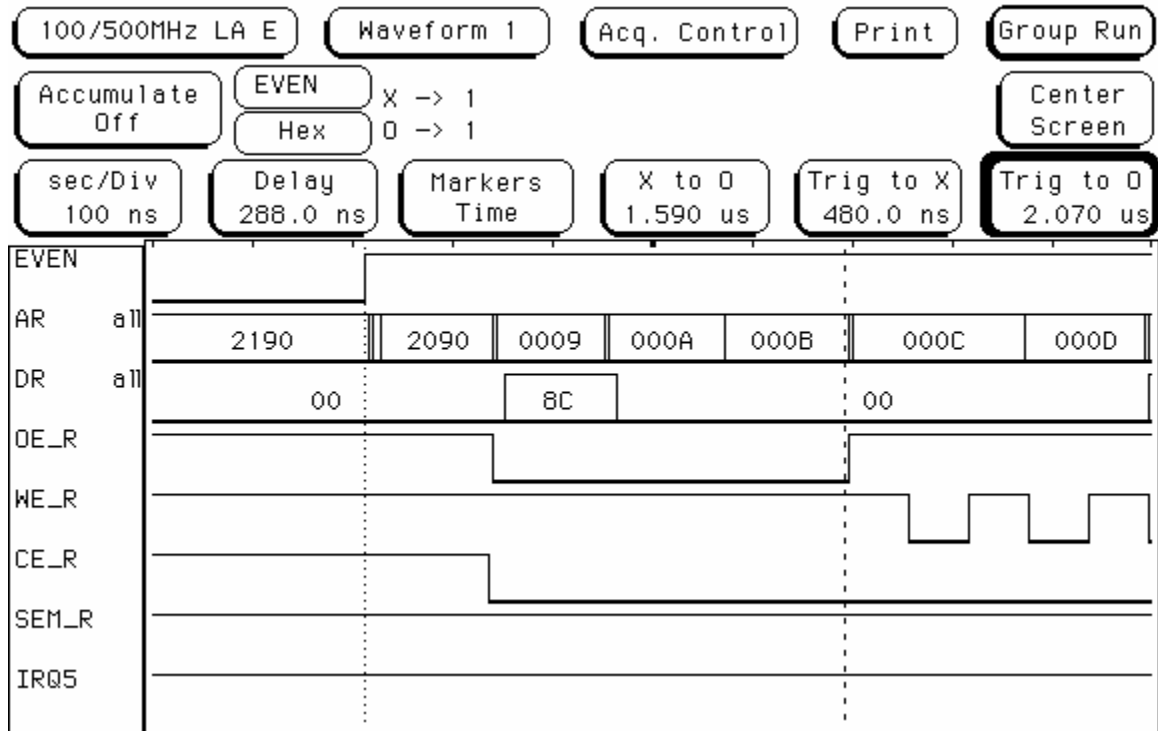 100/500MHz LA E Waveform 1 Acq. Control Print Group Run
Accumulate Off EVEN X -> 1 Center Screen
Hex O -> 1
sec/Div Delay Markers X to O Trig to X Trig to O
100 ns 288.0 ns Time 1.590 us 480.0 ns 2.070 us
EVEN
AR all 2190 2090 0009 000A 000B 000C 000D
DR all 00 8C 00
OE_R
WE_R
CE_R
SEM_R
IRQ5